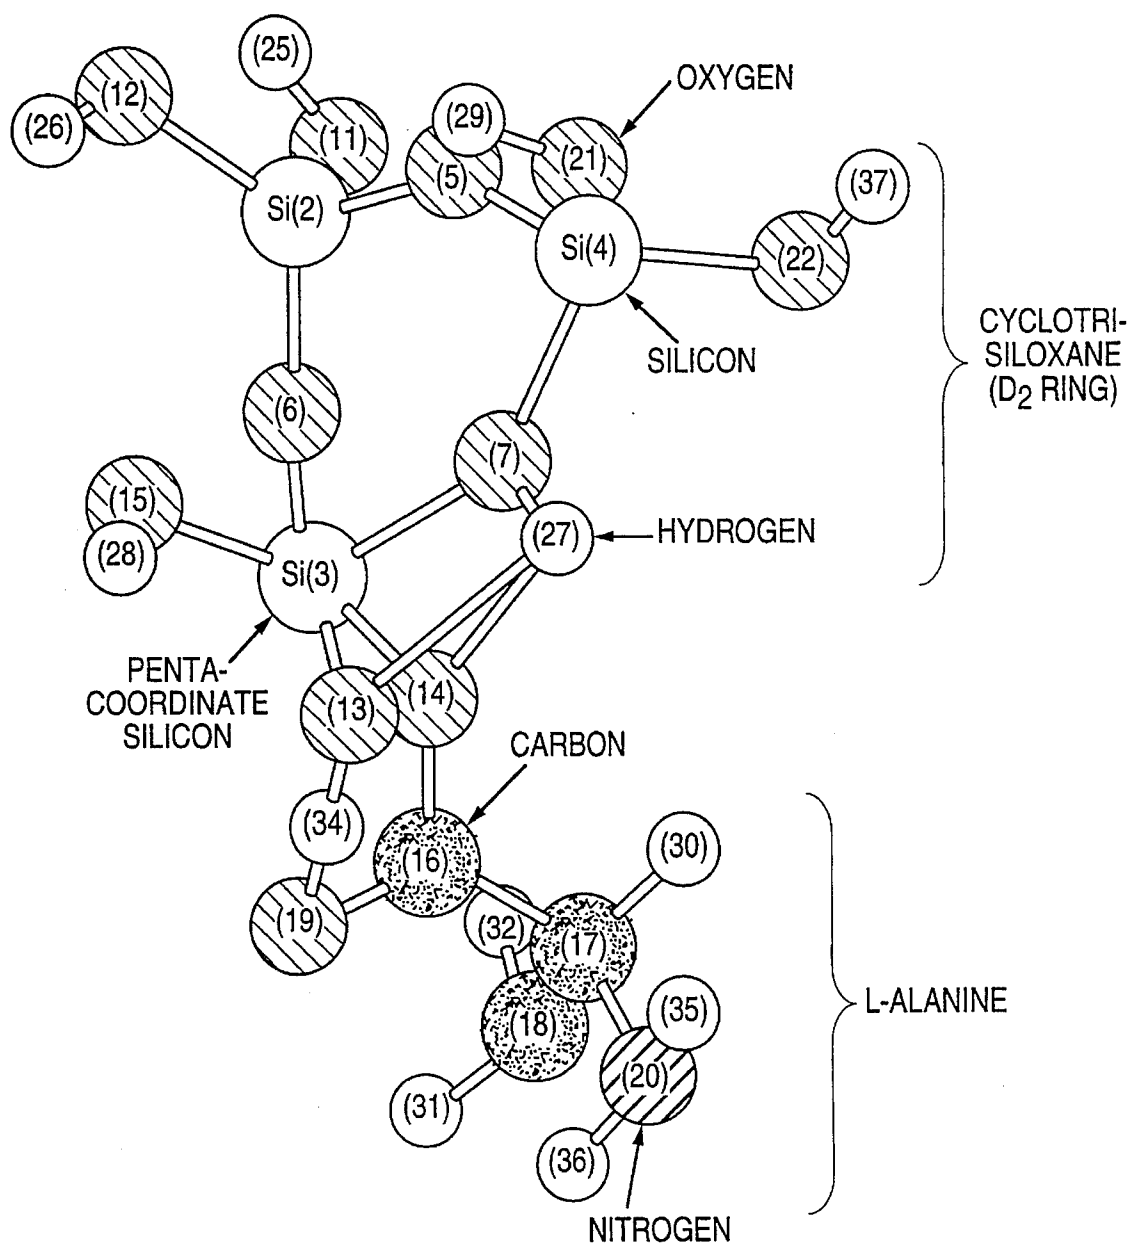 (25)
(12)
(26)
(11)
(29)
OXYGEN
(5)
(21)
(37)
Si(2)
Si(4)
(22)
SILICON
CYCLOTRI-
SILOXANE
(D2 RING)
(6)
(7)
(15)
(28)
Si(3)
(27)
HYDROGEN
PENTA-
COORDINATE
SILICON
(13)
(14)
CARBON
(34)
(16)
(30)
(19)
(32)
(17)
(18)
(35)
L-ALANINE
(20)
(31)
(36)
NITROGEN